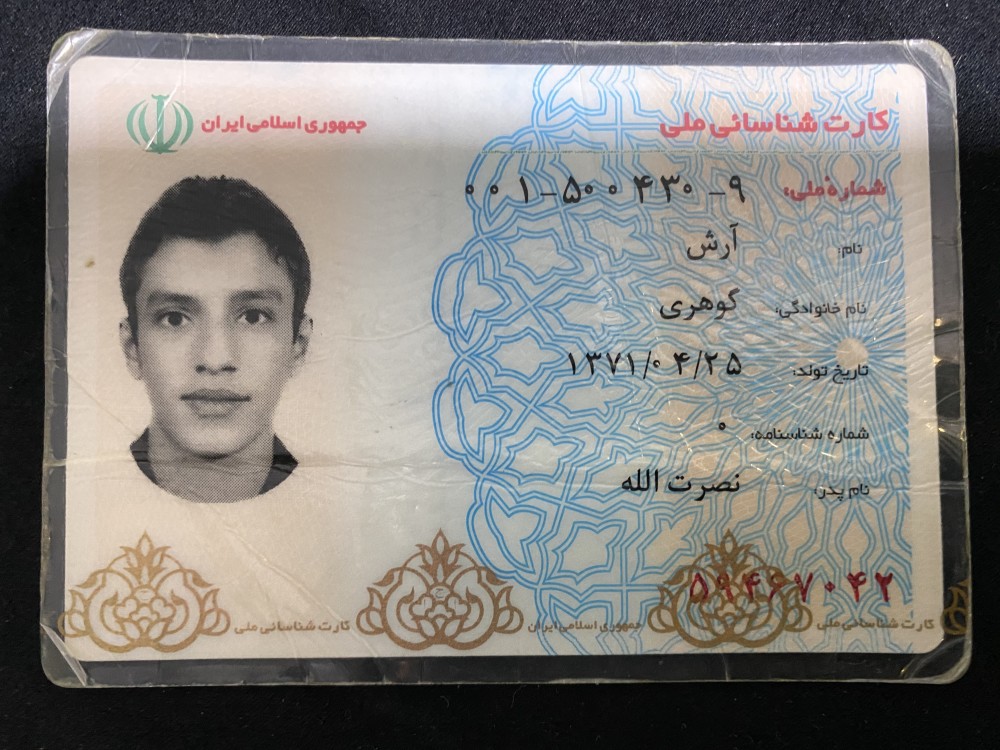 کارت شناسائی ملی
جمهوری اسلامی ایران
شماره ملی: ۰۰۱-۵۰۰۴۳۰-۹
نام: آرش
نام خانوادگی: گوهری
تاریخ تولد: ۱۳۷۱/۰۴/۲۵
شماره شناسنامه: ۰
نام پدر: نصرت الله
۵۹۴۶۷۰۴۲
کارت شناسائی ملی جمهوری اسلامی ایران کارت شناسائی ملی